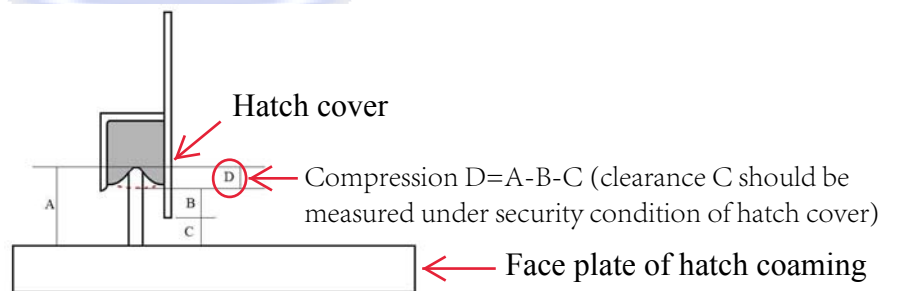 Hatch cover
D
Compression D=A-B-C (clearance C should be
measured under security condition of hatch cover)
A
B
C
Face plate of hatch coaming